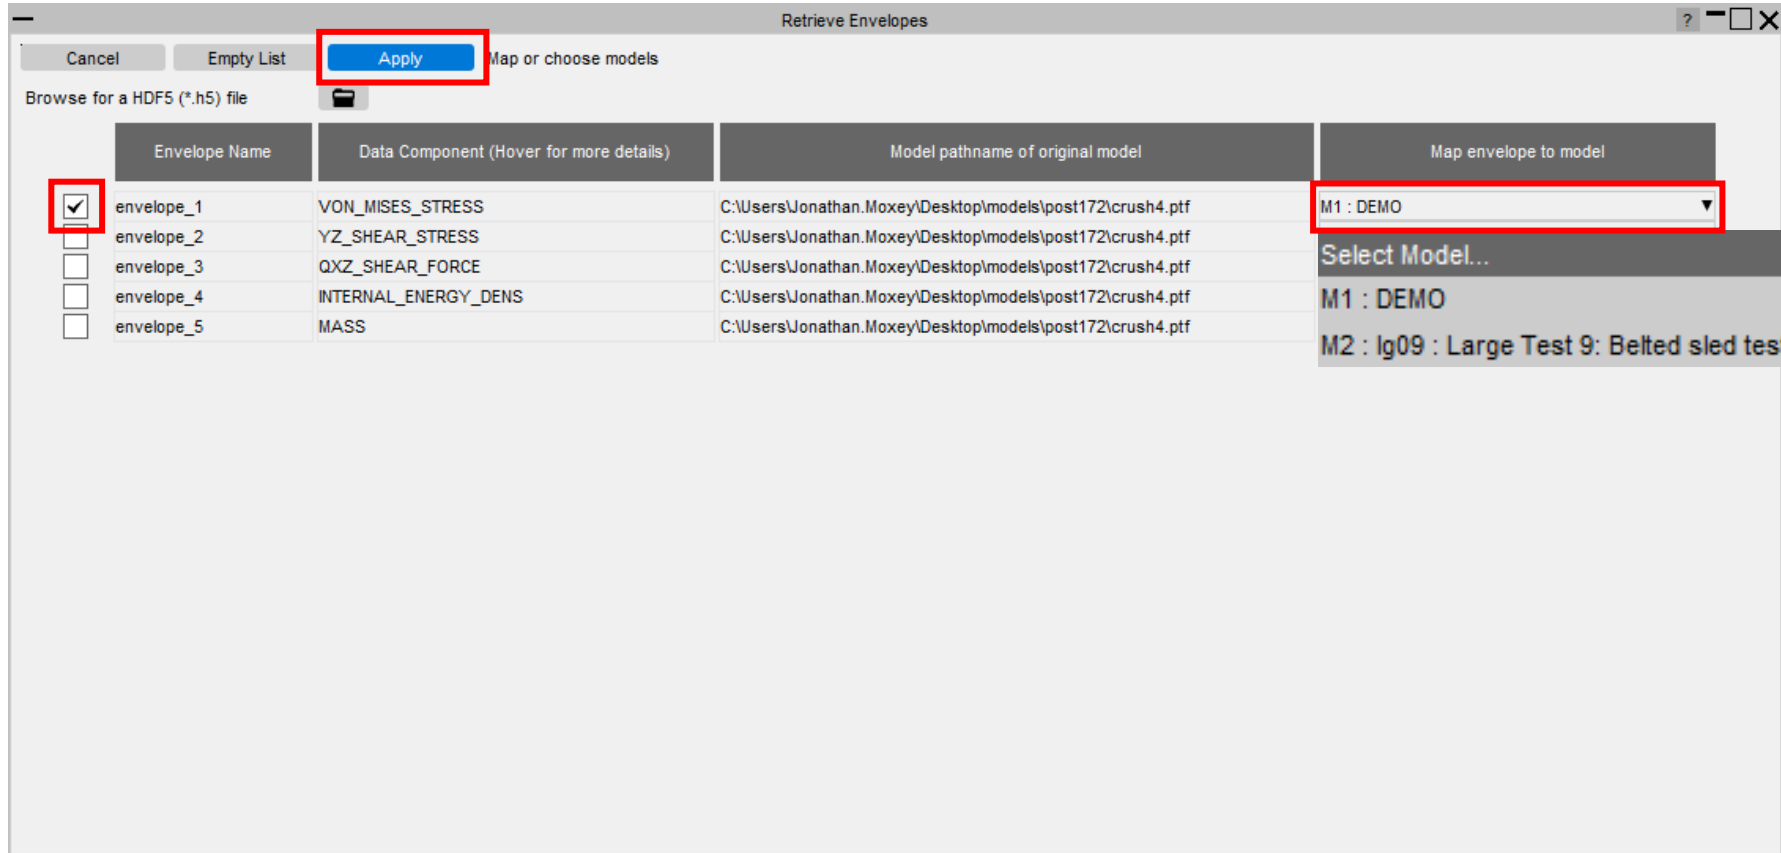 Retrieve Envelopes ?
Cancel Empty List Apply Map or choose models
Browse for a HDF5 (*.h5) file
Envelope Name Data Component (Hover for more details) Model pathname of original model Map envelope to model
envelope_1 VON_MISES_STRESS C:\Users\Jonathan.Moxey\Desktop\models\post172\crush4.ptf M1 : DEMO
envelope_2 YZ_SHEAR_STRESS C:\Users\Jonathan.Moxey\Desktop\models\post172\crush4.ptf
Select Model...
envelope_3 QXZ_SHEAR_FORCE C:\Users\Jonathan.Moxey\Desktop\models\post172\crush4.ptf
envelope_4 INTERNAL_ENERGY_DENS C:\Users\Jonathan.Moxey\Desktop\models\post172\crush4.ptf
M1 : DEMO
envelope_5 MASS C:\Users\Jonathan.Moxey\Desktop\models\post172\crush4.ptf
M2 : lg09 : Large Test 9: Belted sled tes